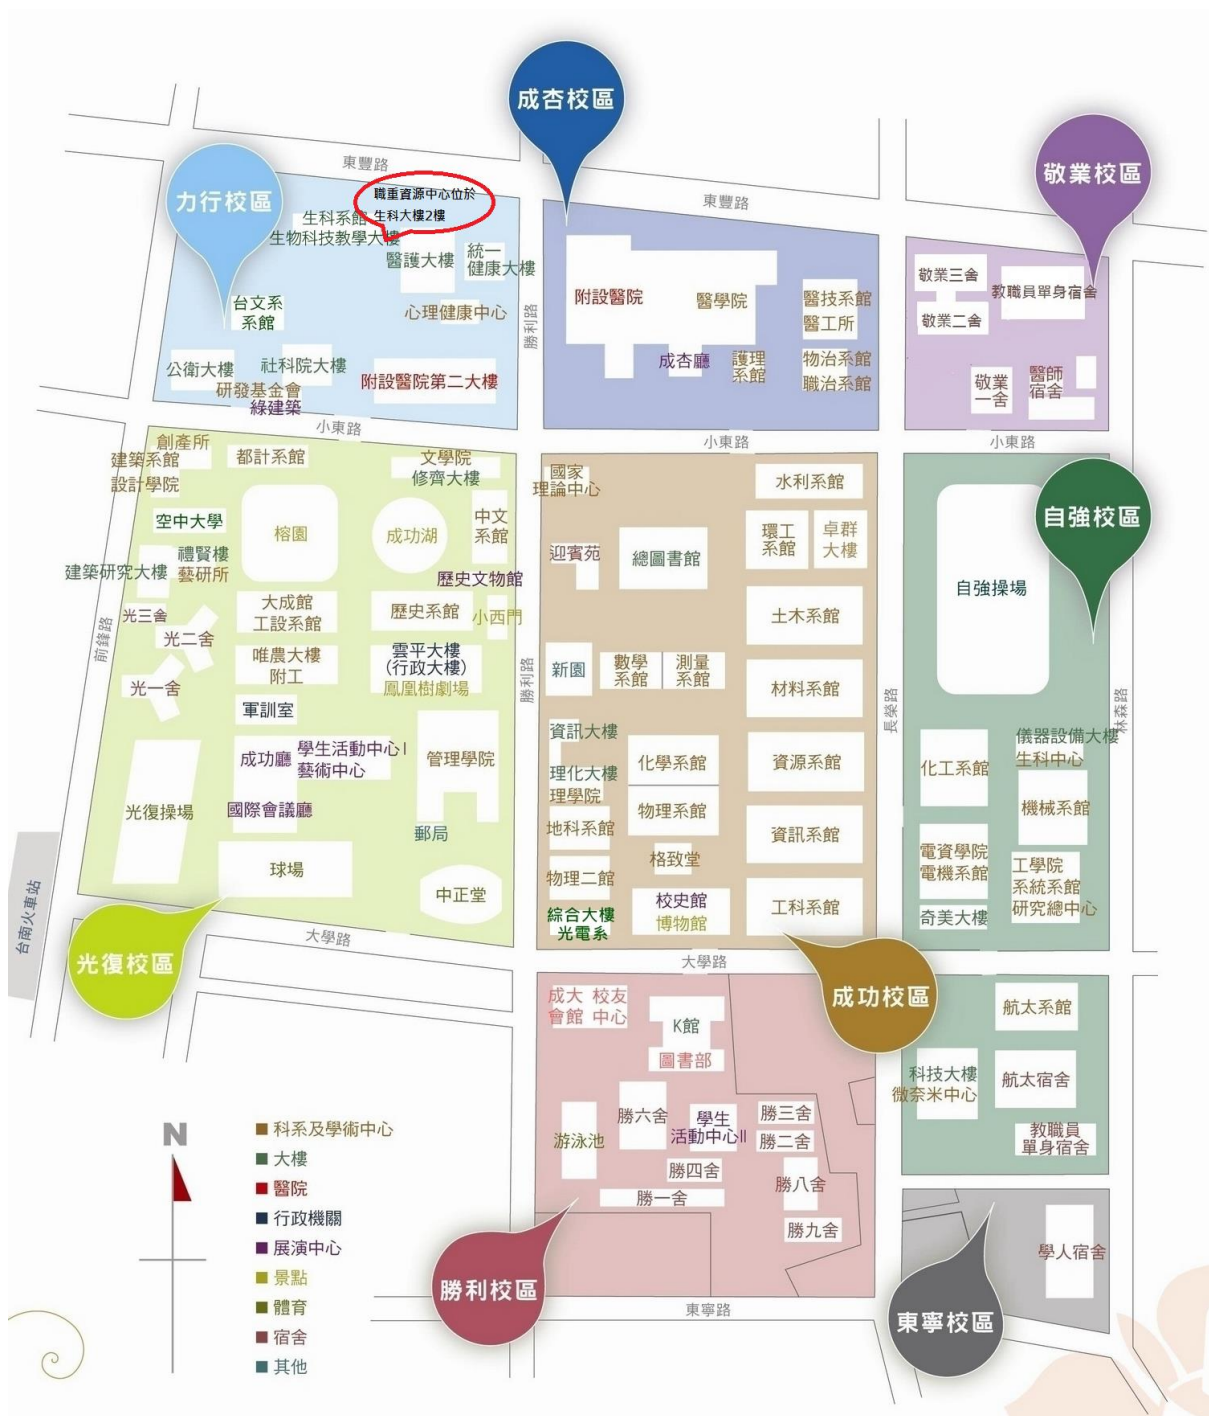 成杏校區
敬業校區
力行校區
東豐路
東豐路
職重資源中心位於
生科大樓2樓
生科系館
生物科技教學大樓
醫護大樓
統一
健康大樓
台文系
系館
心理健康中心
公衛大樓
社科院大樓
研發基金會
綠建築
附設醫院第二大樓
勝利路
附設醫院
醫學院
醫技系館
醫工所
成杏廳
護理
系館
物治系館
職治系館
敬業三舍
教職員單身宿舍
敬業二舍
敬業
一舍
醫師
宿舍
小東路
小東路
小東路
創產所
建築系館
設計學院
都計系館
文學院
修齊大樓
空中大學
榕園
成功湖
中文
系館
禮賢樓
建築研究大樓
藝研所
歷史文物館
光三舍
大成館
工設系館
歷史系館
小西門
光二舍
前鋒路
唯農大樓
附工
雲平大樓
(行政大樓)
鳳凰樹劇場
光一舍
軍訓室
勝利路
成功廳
學生活動中心I
藝術中心
管理學院
光復操場
國際會議廳
郵局
球場
中正堂
台南火車站
大學路
光復校區
國家
理論中心
水利系館
迎賓苑
總圖書館
環工
系館
卓群
大樓
土木系館
新園
數學
系館
測量
系館
材料系館
資訊大樓
理化大樓
理學院
化學系館
資源系館
物理系館
地科系館
資訊系館
格致堂
物理二館
校史館
博物館
工科系館
綜合大樓
光電系
長榮路
大學路
成功校區
自強校區
自強操場
林森路
儀器設備大樓
生科中心
化工系館
機械系館
電資學院
電機系館
工學院
系統系館
研究總中心
奇美大樓
航太系館
科技大樓
微奈米中心
航太宿舍
教職員
單身宿舍
成大
會館
校友
中心
K館
圖書部
勝六舍
學生
活動中心II
勝三舍
勝二舍
游泳池
勝四舍
勝八舍
勝一舍
勝九舍
勝利校區
東寧路
東寧校區
學人宿舍
N
科系及學術中心
大樓
醫院
行政機關
展演中心
景點
體育
宿舍
其他